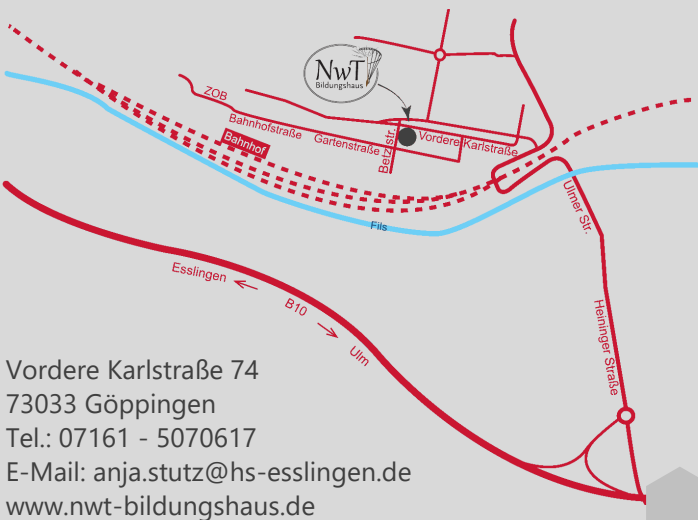 NwT
Bildungshaus
ZOB
Bahnhofstraße
Bahnhof
Gartenstraße
Betzlstr.
Vordere Karlstraße
Fils
Ulmer Str.
Esslingen
B10
Ulm
Heininger Straße
Vordere Karlstraße 74
73033 Göppingen
Tel.: 07161 - 5070617
E-Mail: anja.stutz@hs-esslingen.de
www.nwt-bildungshaus.de